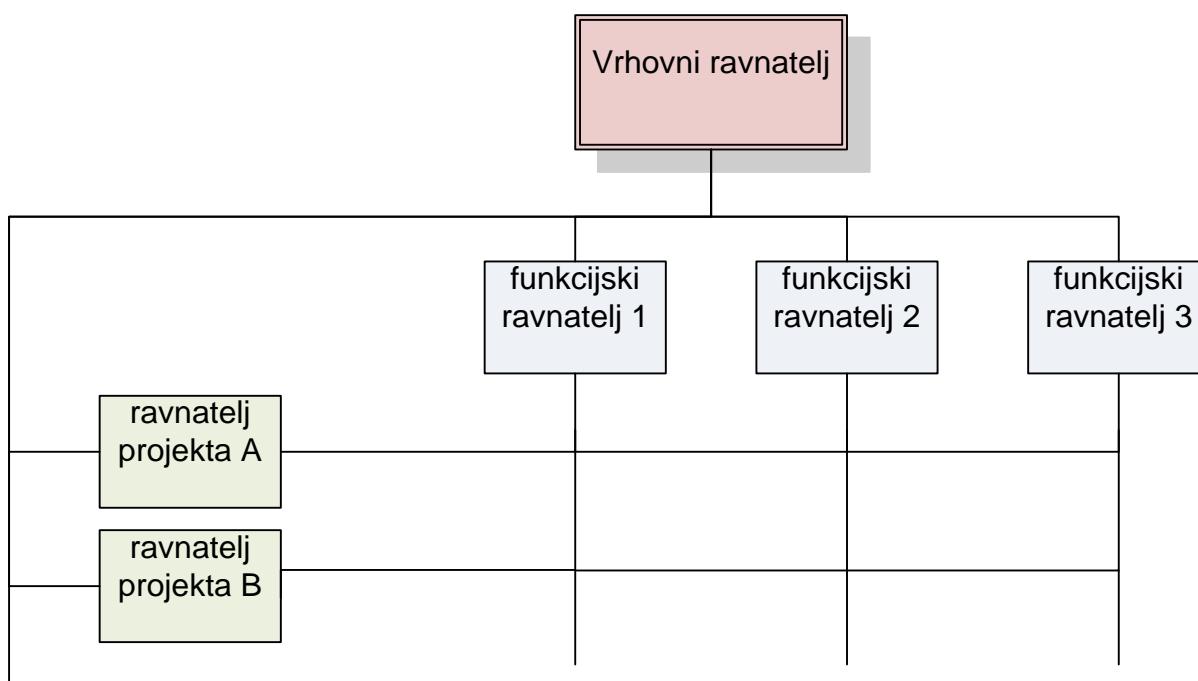 Vrhovni ravnatelj
funkcijski
ravnatelj 1
funkcijski
ravnatelj 2
funkcijski
ravnatelj 3
ravnatelj
projekta A
ravnatelj
projekta B